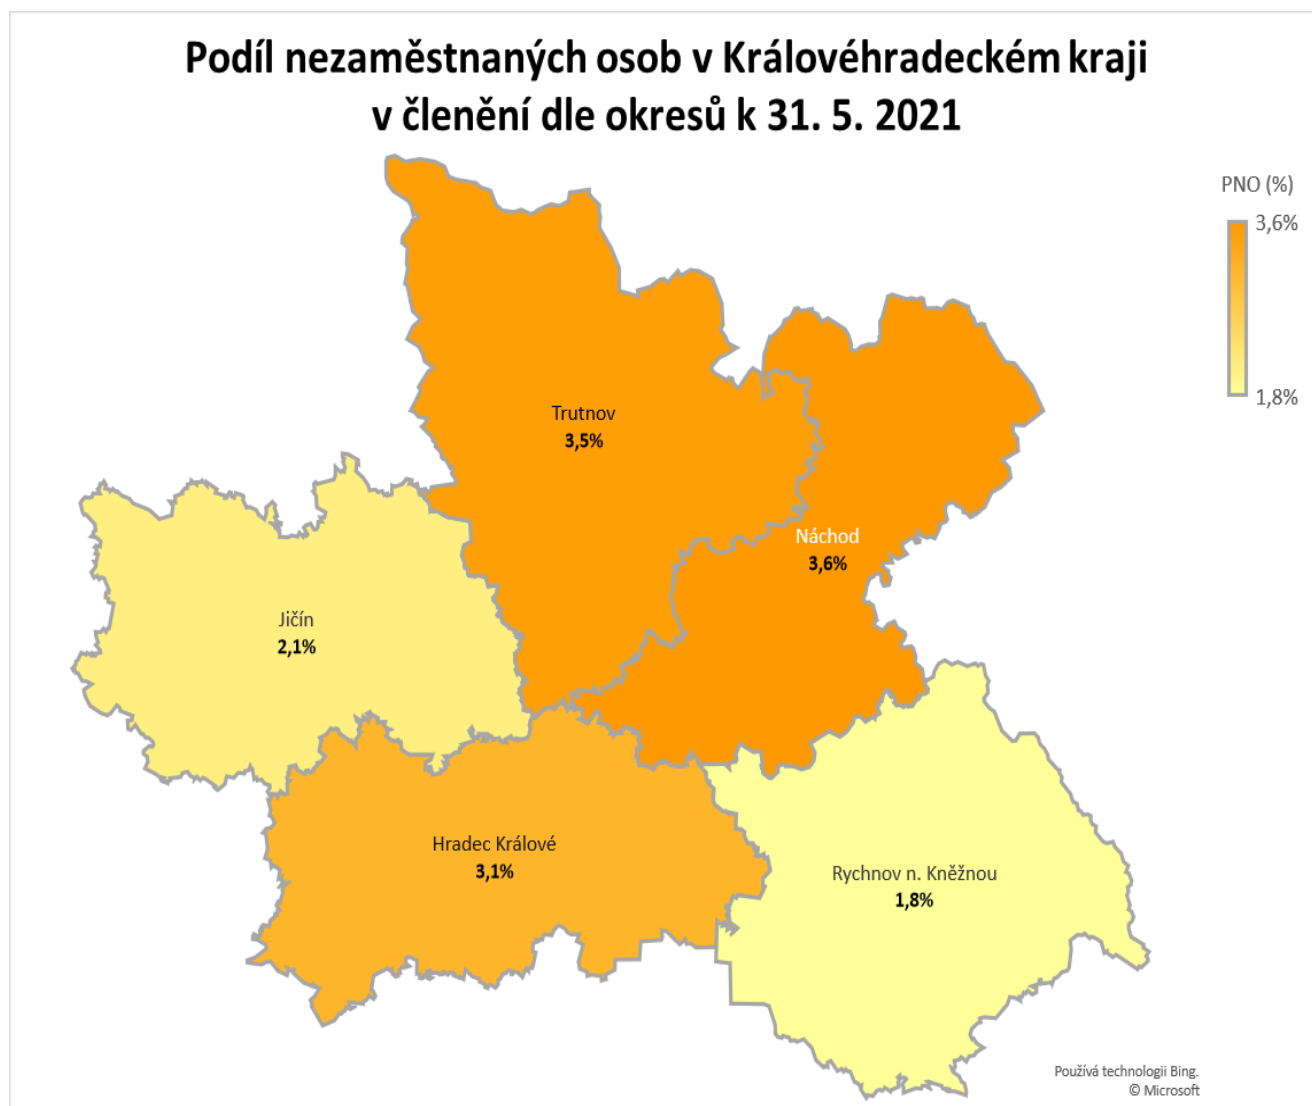 Podíl nezaměstnaných osob v Královéhradeckém kraji
v členění dle okresů k 31. 5. 2021
PNO (%)
3,6%
1,8%
Trutnov
3,5%
Náchod
3,6%
Jičín
2,1%
Hradec Králové
3,1%
Rychnov n. Kněžnou
1,8%
Používá technologii Bing.
© Microsoft